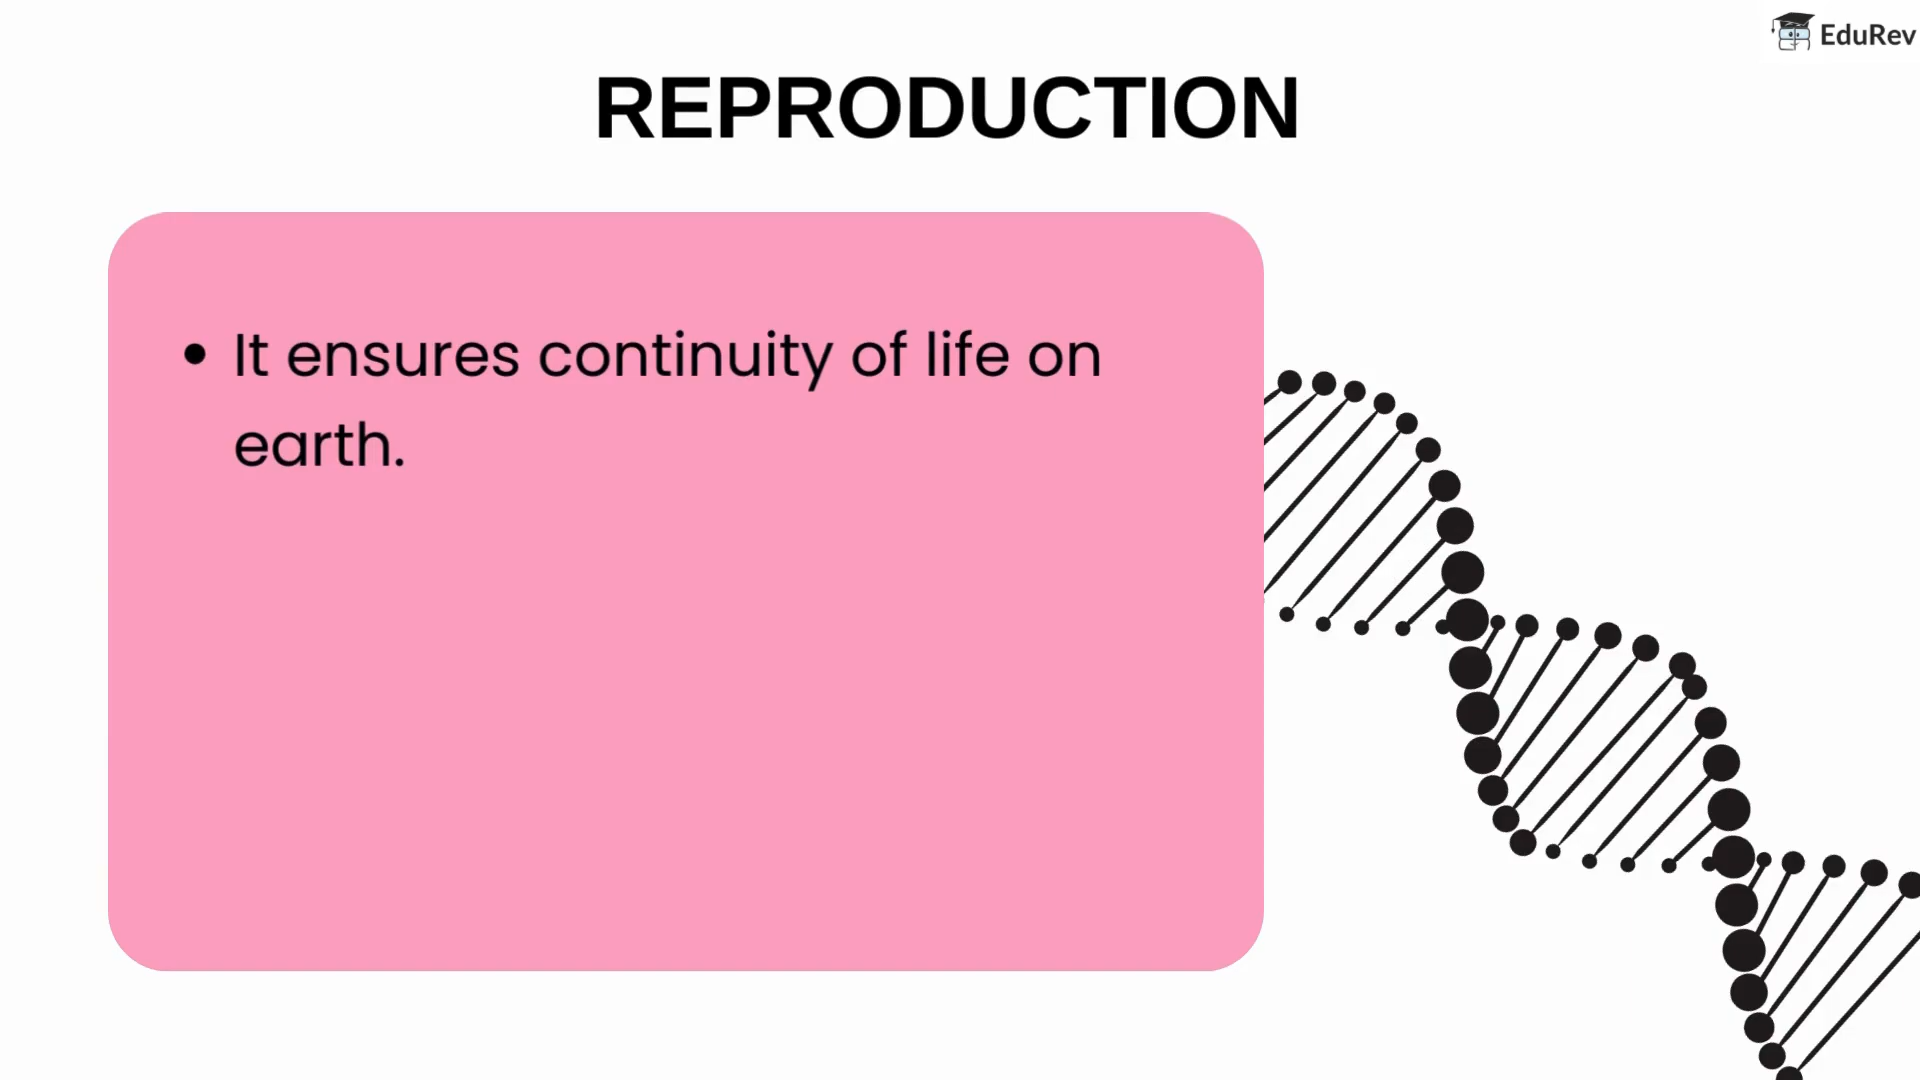 EduRev
REPRODUCTION
• It ensures continuity of life on
earth.